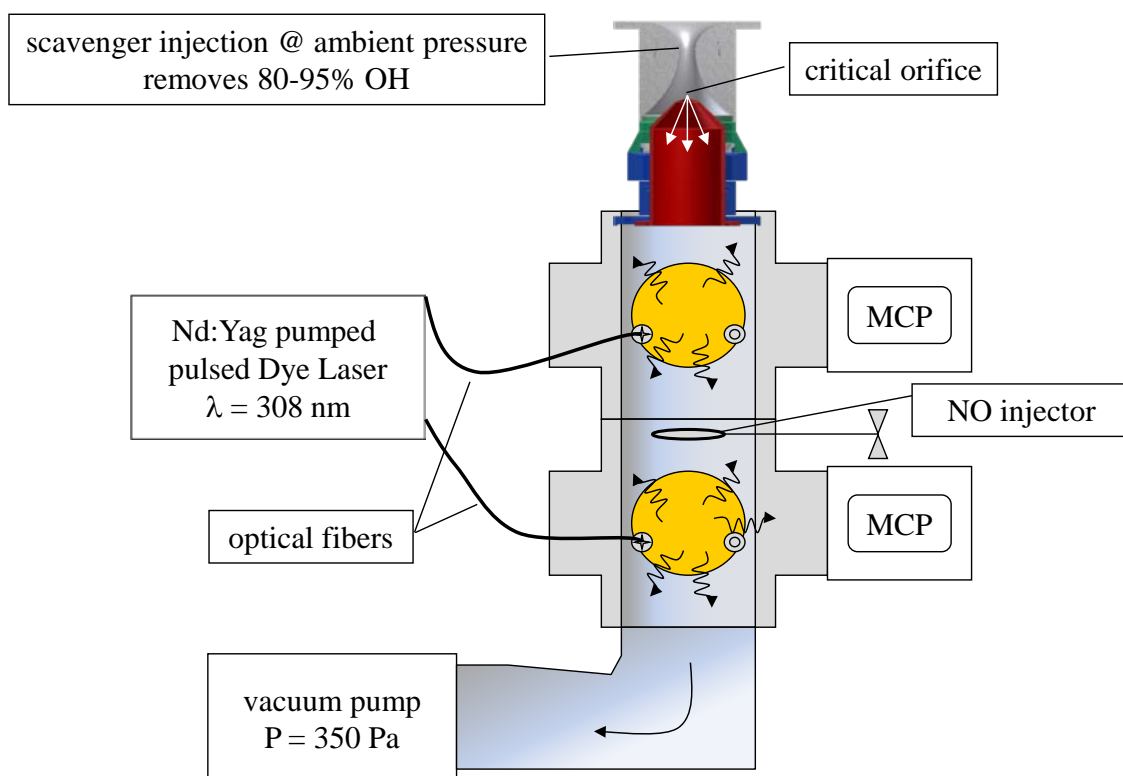 scavenger injection @ ambient pressure
removes 80-95% OH
critical orifice
Nd:Yag pumped
pulsed Dye Laser
λ = 308 nm
MCP
NO injector
optical fibers
MCP
vacuum pump
P = 350 Pa